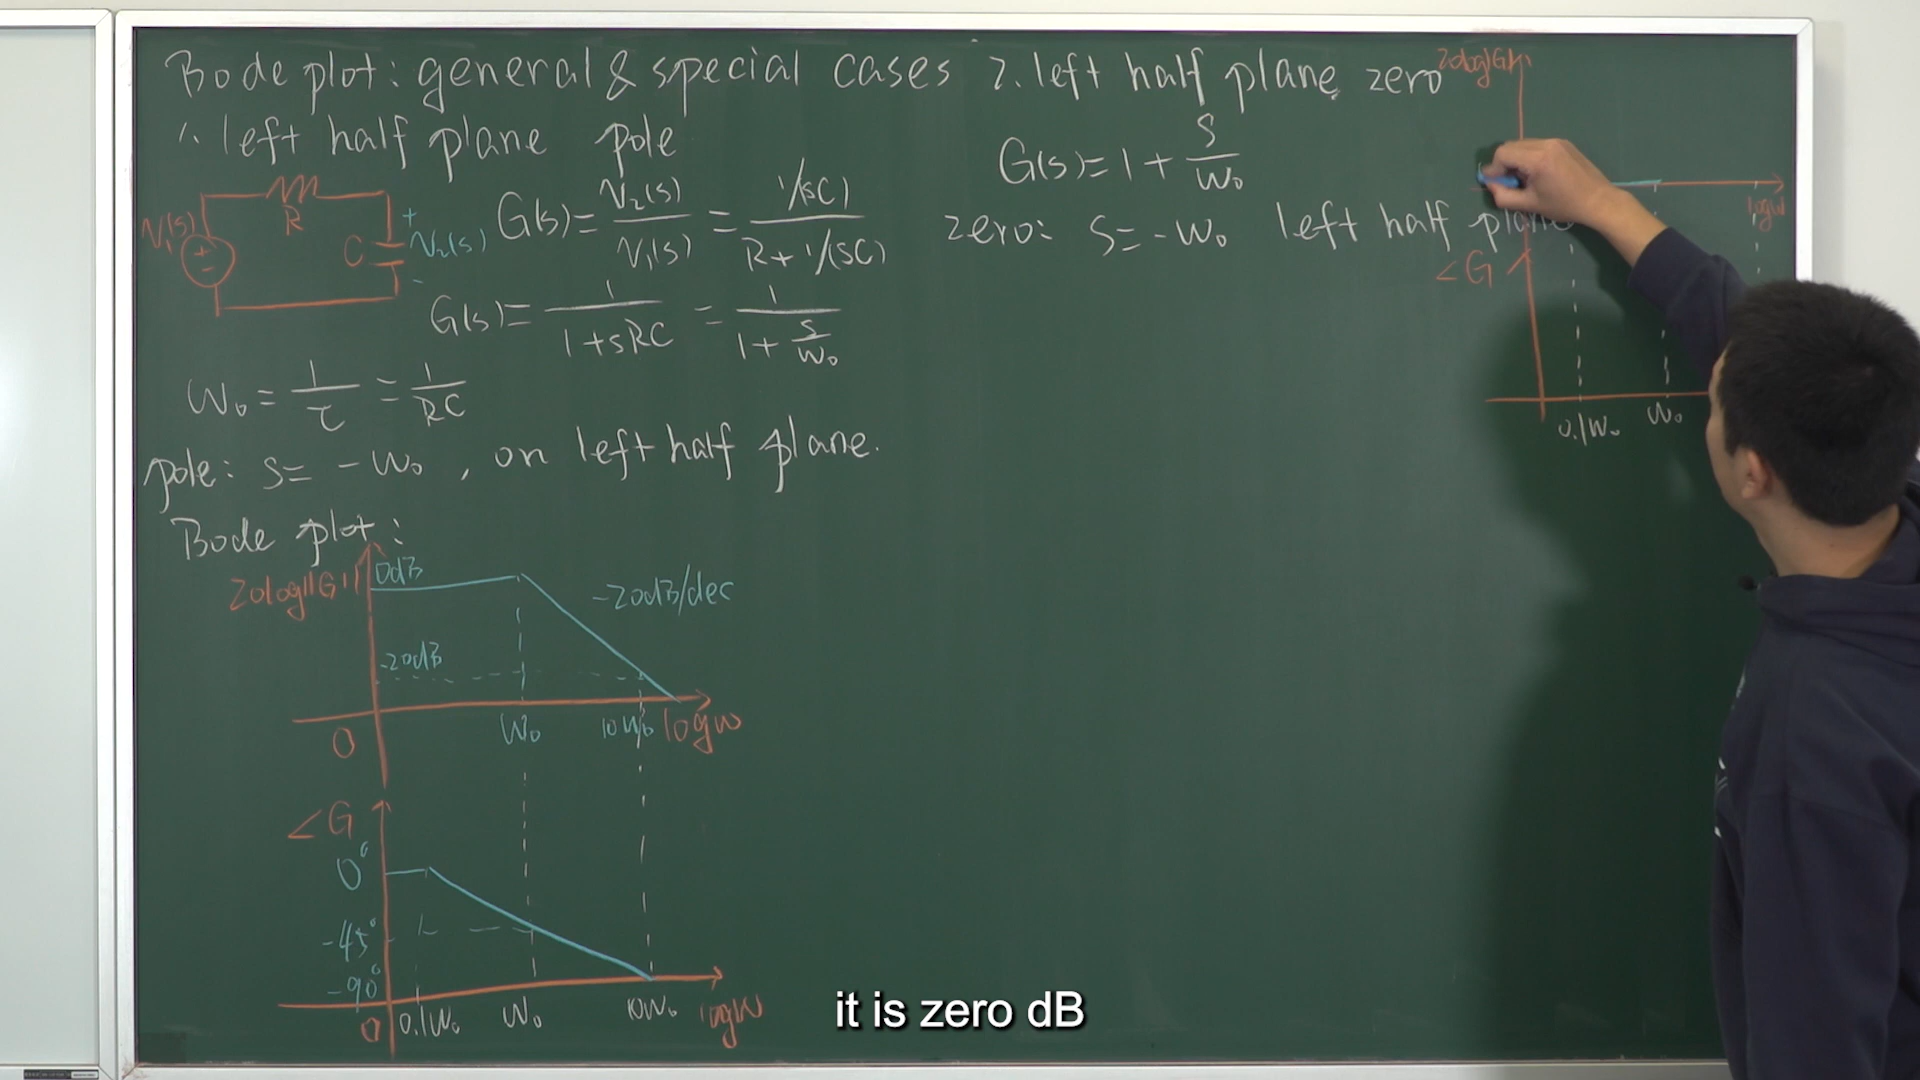 Bode plot: general & special cases
1. left half plane pole
V₁(s)
+
-
R
C
+
V₂(s)
-
G(s) = V₂(s) / V₁(s) = 1/(sC) / R + 1/(sC)
G(s) = 1 / 1+sRC = 1 / 1 + s/w₀
w₀ = 1/τ = 1/RC
pole: s = -w₀, on left half plane.
Bode plot:
20log||G||
0dB
-20dB/dec
-20dB
0
w₀
10w₀
logw
∠G
0°
-45°
-90°
0
0.1w₀
w₀
10w₀
logw
2. left half plane zero
G(s) = 1 + s/w₀
zero: s = -w₀ left half plane
logw
∠G
0.1w₀
w₀
it is zero dB